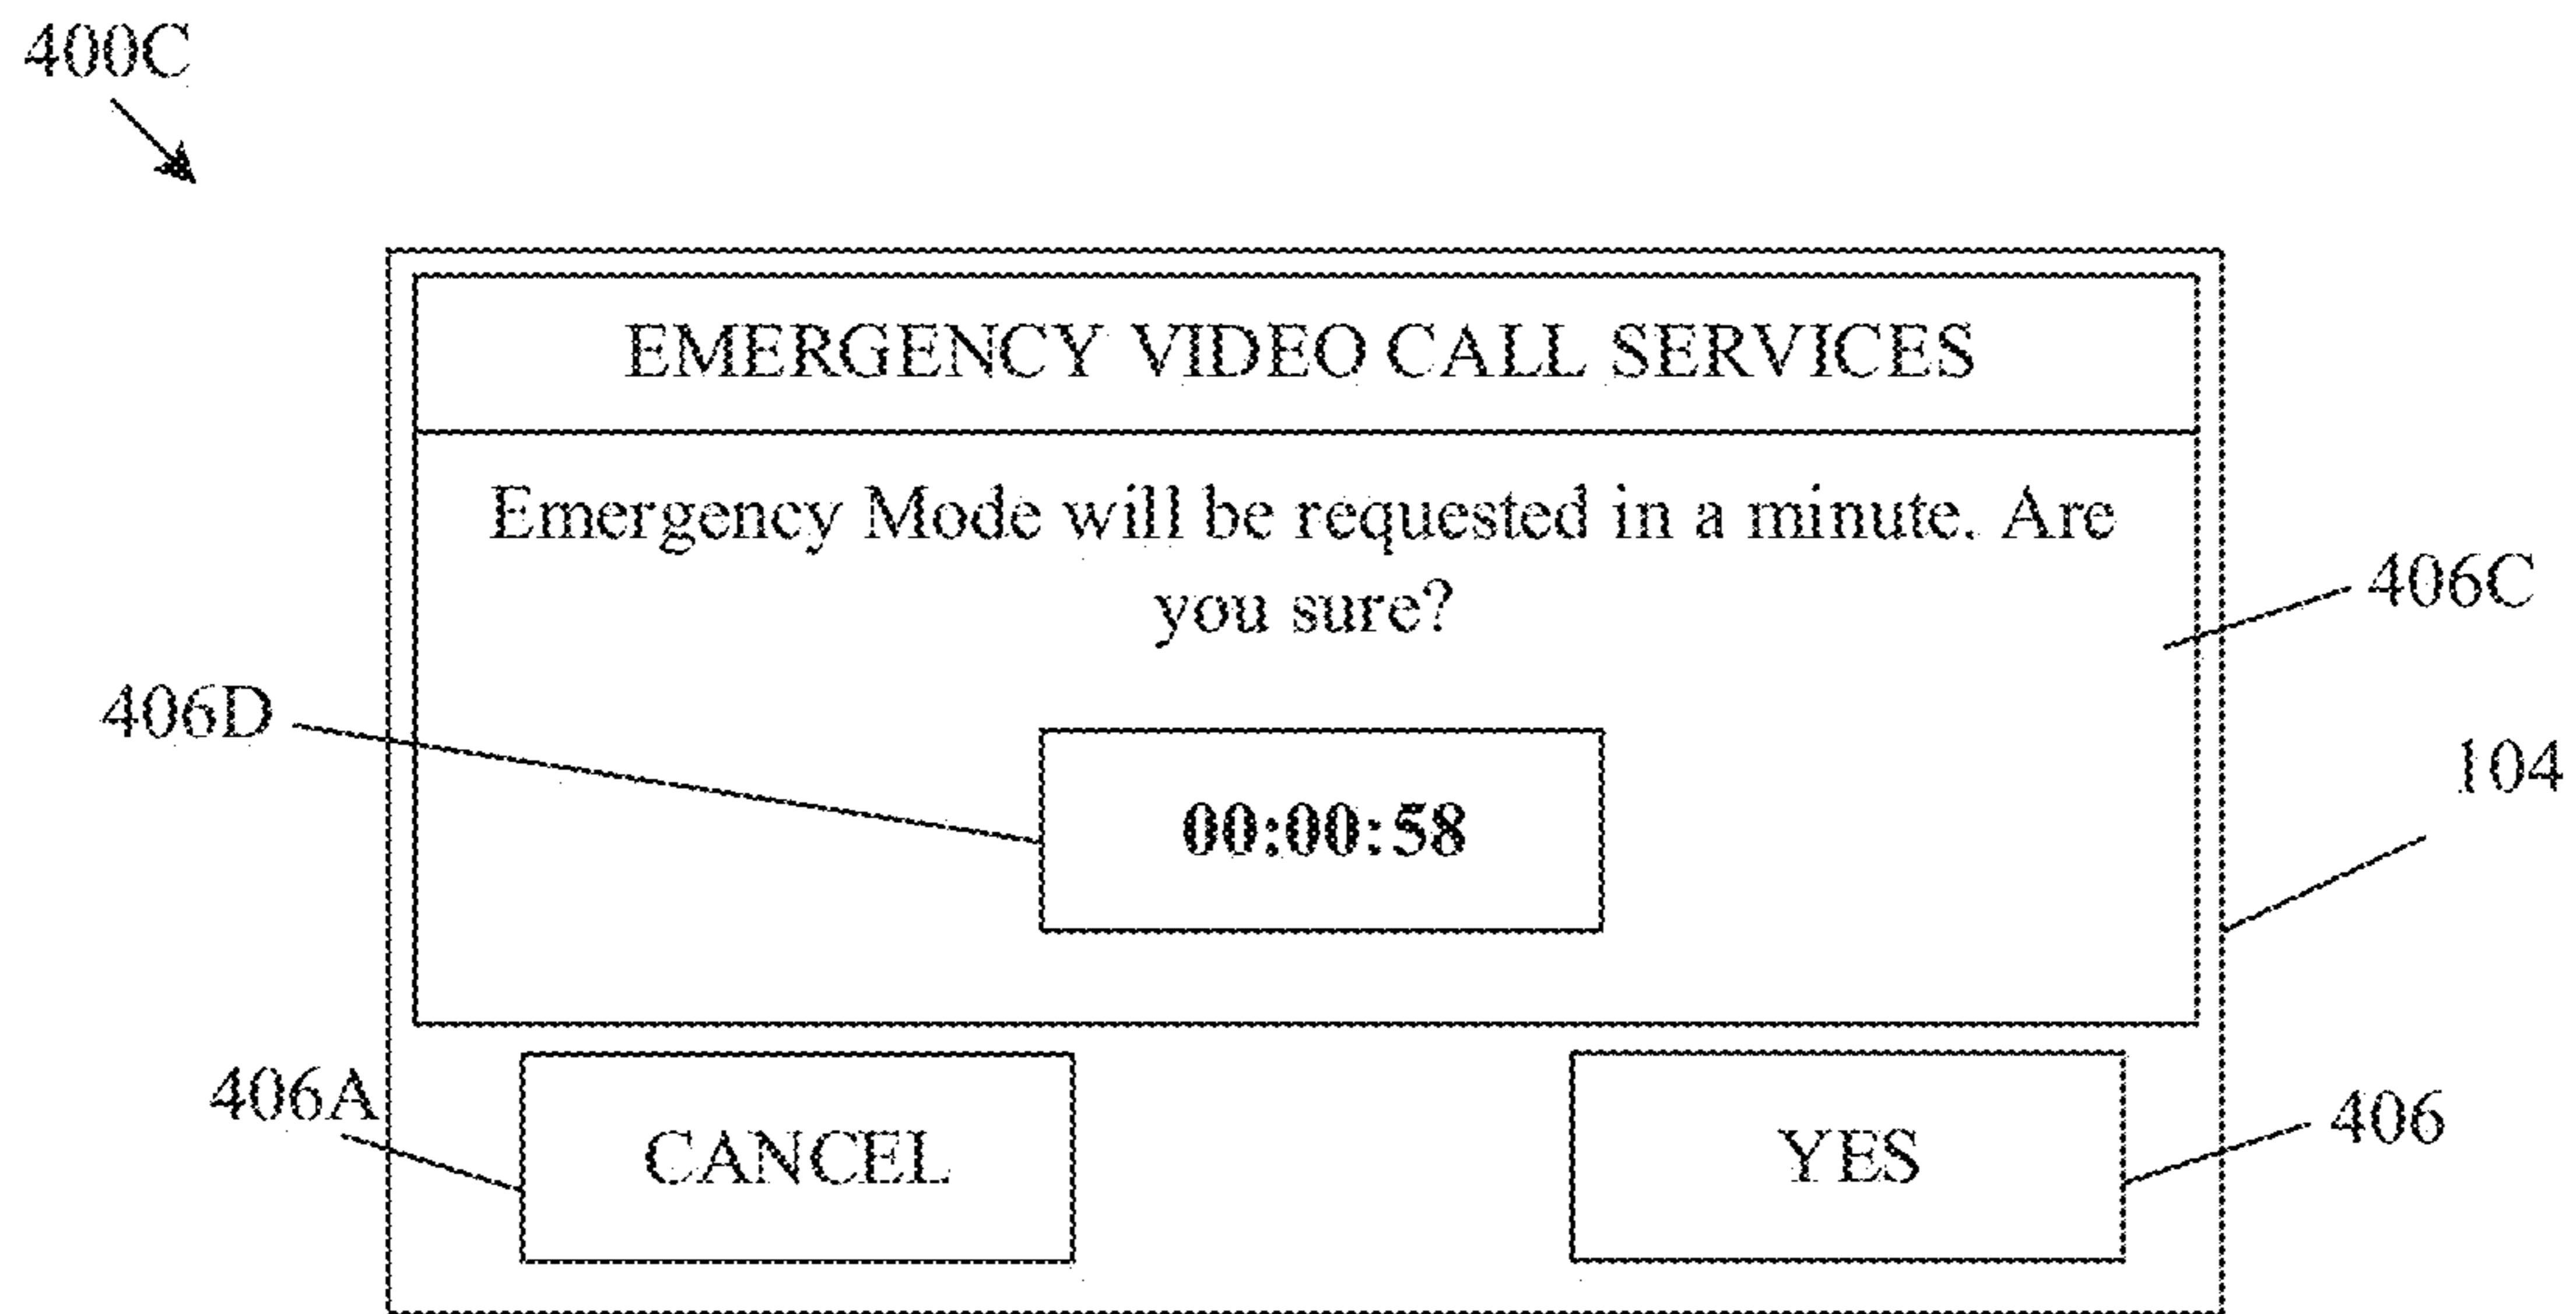 400C
EMERGENCY VIDEO CALL SERVICES
Emergency Mode will be requested in a minute. Are
you sure?
406C
406D
104
00:00:58
406A
CANCEL
YES
406